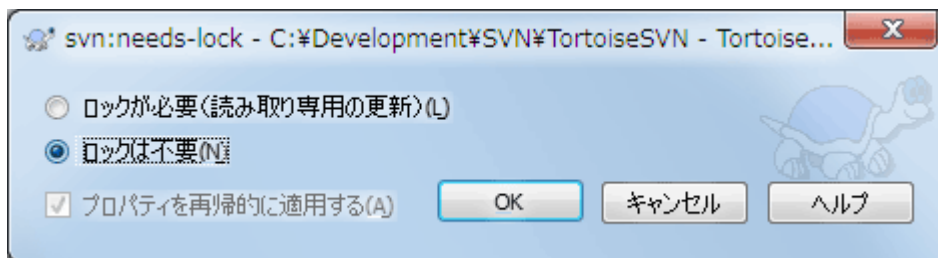 svn:needs-lock - C:¥Development¥SVN¥TortoiseSVN - Tortoise...
ロックが必要(読み取り専用の更新)(L)
ロックは不要(N)
プロパティを再帰的に適用する(A) OK キャンセル ヘルプ